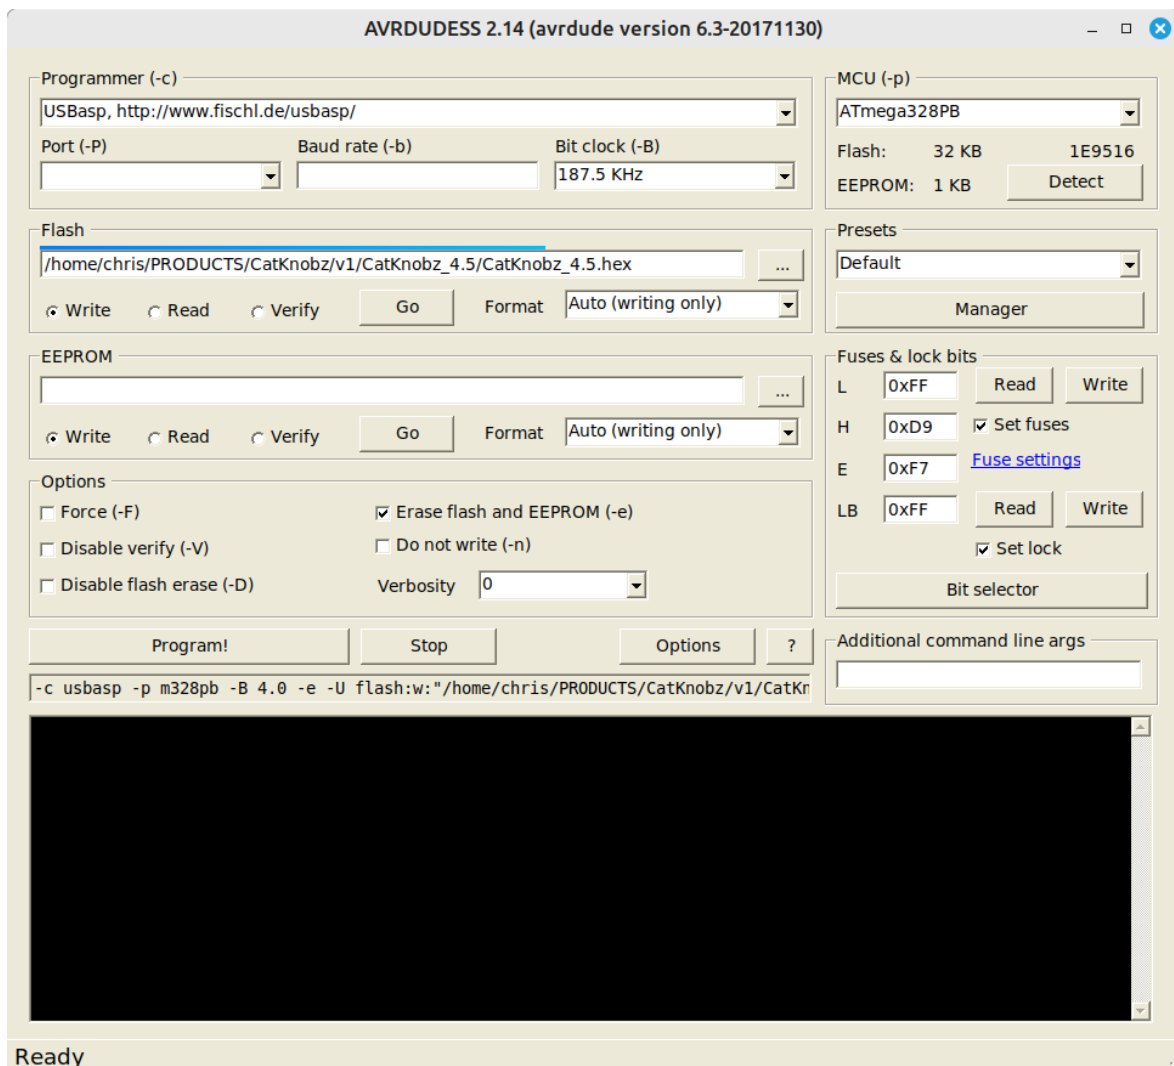 AVRDUDESS 2.14 (avrdude version 6.3-20171130)
Programmer (-c)
USBasp, http://www.fischl.de/usbasp/
Port (-P) Baud rate (-b) Bit clock (-B)
187.5 KHz
MCU (-p)
ATmega328PB
Flash: 32 KB 1E9516
EEPROM: 1 KB Detect
Flash
/home/chris/PRODUCTS/CatKnobz/v1/CatKnobz_4.5/CatKnobz_4.5.hex ...
Write Read Verify Go Format Auto (writing only)
Presets
Default
Manager
EEPROM
...
Write Read Verify Go Format Auto (writing only)
Fuses & lock bits
L 0xFF Read Write
H 0xD9 Set fuses
E 0xF7 Fuse settings
LB 0xFF Read Write
Set lock
Bit selector
Options
Force (-F) Erase flash and EEPROM (-e)
Disable verify (-V) Do not write (-n)
Disable flash erase (-D) Verbosity 0
Program! Stop Options ?
-c usbasp -p m328pb -B 4.0 -e -U flash:w:"/home/chris/PRODUCTS/CatKnobz/v1/CatKn
Additional command line args
Ready